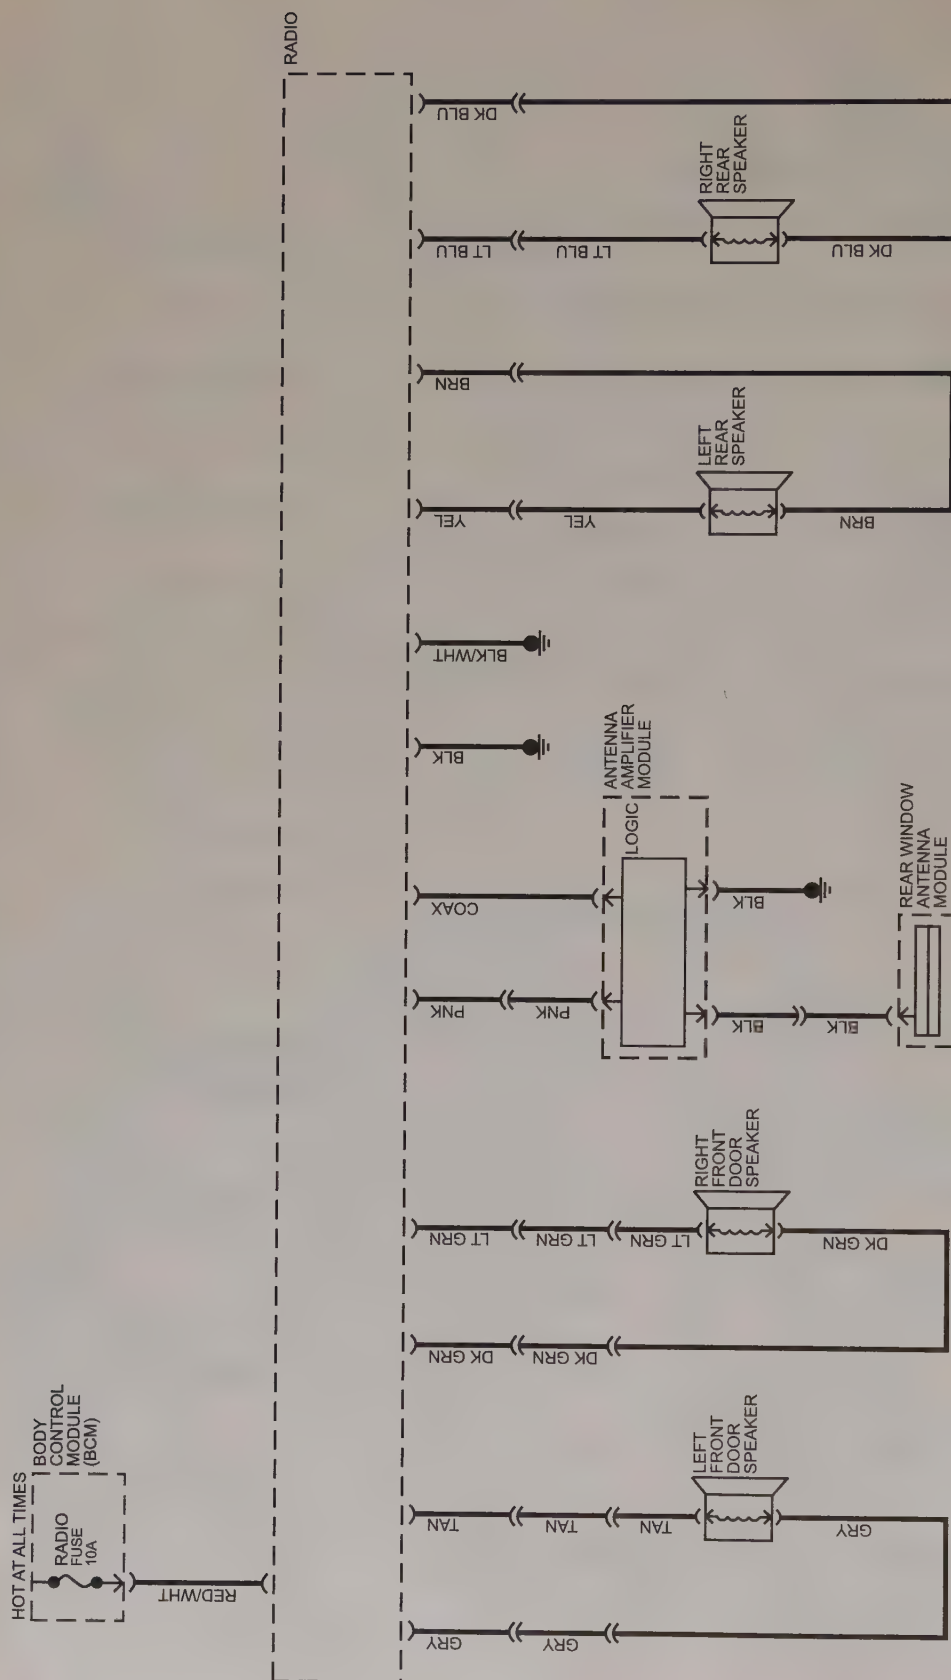 HOT AT ALL TIMES
BODY
CONTROL
MODULE
(BCM)
RADIO
FUSE
10A
RED/WHT
RADIO
GRY
GRY
TAN
TAN
TAN
LEFT
FRONT
DOOR
SPEAKER
GRY
DK GRN
DK GRN
LT GRN
LT GRN
LT GRN
RIGHT
FRONT
DOOR
SPEAKER
DK GRN
PNK
PNK
COAX
ANTENNA
AMPLIFIER
MODULE
LOGIC
BLK
BLK
BLK
REAR WINDOW
ANTENNA
MODULE
BLK
BLK/WHT
YEL
YEL
LEFT
REAR
SPEAKER
BRN
BRN
LT BLU
LT BLU
RIGHT
REAR
SPEAKER
DK BLU
DK BLU